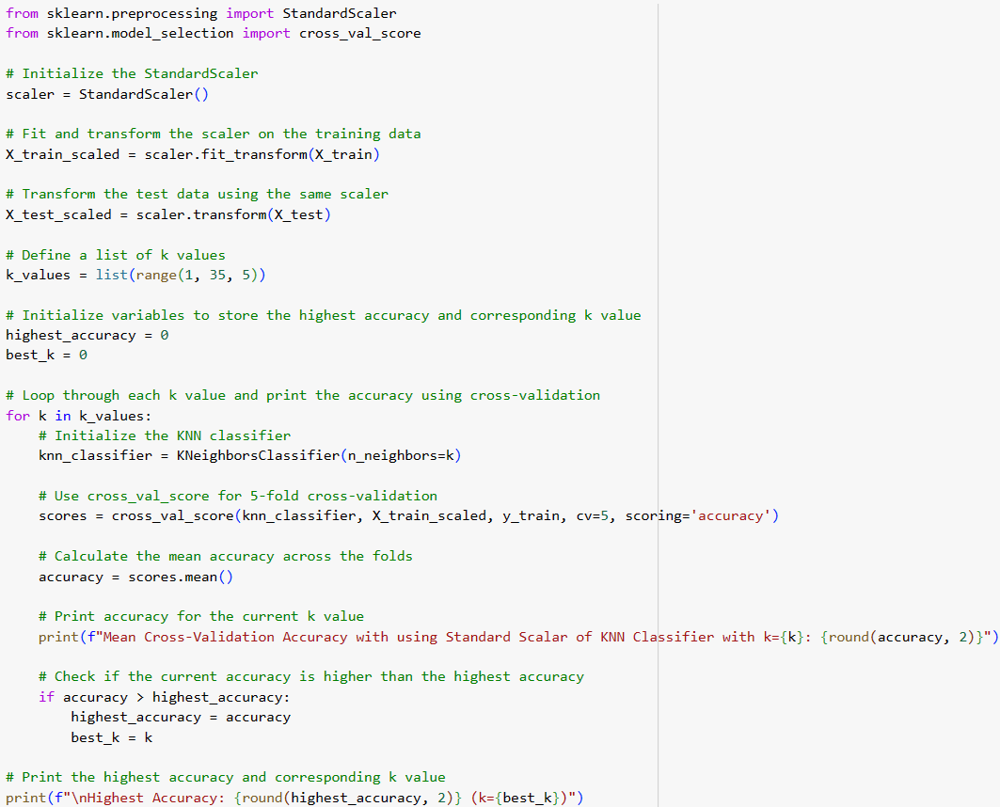 from sklearn.preprocessing import StandardScaler
from sklearn.model_selection import cross_val_score

# Initialize the StandardScaler
scaler = StandardScaler()

# Fit and transform the scaler on the training data
X_train_scaled = scaler.fit_transform(X_train)

# Transform the test data using the same scaler
X_test_scaled = scaler.transform(X_test)

# Define a list of k values
k_values = list(range(1, 35, 5))

# Initialize variables to store the highest accuracy and corresponding k value
highest_accuracy = 0
best_k = 0

# Loop through each k value and print the accuracy using cross-validation
for k in k_values:
    # Initialize the KNN classifier
    knn_classifier = KNeighborsClassifier(n_neighbors=k)

    # Use cross_val_score for 5-fold cross-validation
    scores = cross_val_score(knn_classifier, X_train_scaled, y_train, cv=5, scoring='accuracy')

    # Calculate the mean accuracy across the folds
    accuracy = scores.mean()

    # Print accuracy for the current k value
    print(f"Mean Cross-Validation Accuracy with using Standard Scalar of KNN Classifier with k={k}: {round(accuracy, 2)}")

    # Check if the current accuracy is higher than the highest accuracy
    if accuracy > highest_accuracy:
        highest_accuracy = accuracy
        best_k = k

# Print the highest accuracy and corresponding k value
print(f"\nHighest Accuracy: {round(highest_accuracy, 2)} (k={best_k})")